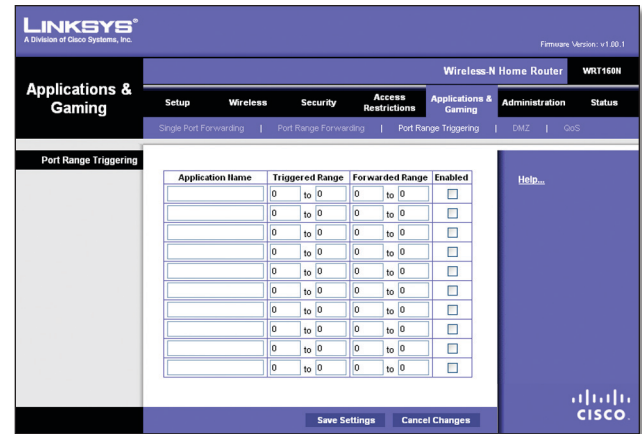 LINKSYS®
A Division of Cisco Systems, Inc.
Firmware Version: v1.00.1
Wireless-N Home Router WRT160N
Applications & Gaming
Setup Wireless Security Access Restrictions Applications & Gaming Administration Status
Single Port Forwarding | Port Range Forwarding | Port Range Triggering | DMZ | QoS
Port Range Triggering
Application Name Triggered Range Forwarded Range Enabled
0 to 0 0 to 0
0 to 0 0 to 0
0 to 0 0 to 0
0 to 0 0 to 0
0 to 0 0 to 0
0 to 0 0 to 0
0 to 0 0 to 0
0 to 0 0 to 0
0 to 0 0 to 0
0 to 0 0 to 0
Help...
Save Settings Cancel Changes
CISCO.